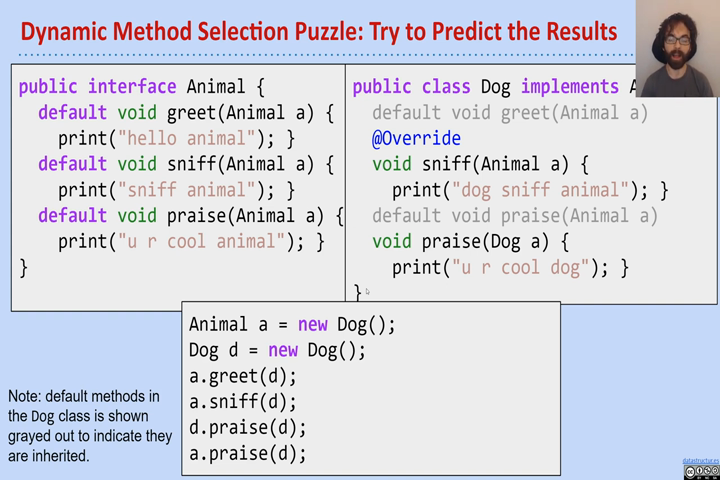 Dynamic Method Selection Puzzle: Try to Predict the Results
public interface Animal {
default void greet(Animal a) {
print("hello animal"); }
default void sniff(Animal a) {
print("sniff animal"); }
default void praise(Animal a) {
print("u r cool animal"); }
}
public class Dog implements A
default void greet(Animal a)
@Override
void sniff(Animal a) {
print("dog sniff animal"); }
default void praise(Animal a)
void praise(Dog a) {
print("u r cool dog"); }
}
Animal a = new Dog();
Dog d = new Dog();
a.greet(d);
a.sniff(d);
d.praise(d);
a.praise(d);
Note: default methods in
the Dog class is shown
grayed out to indicate they
are inherited.
datastructur.es